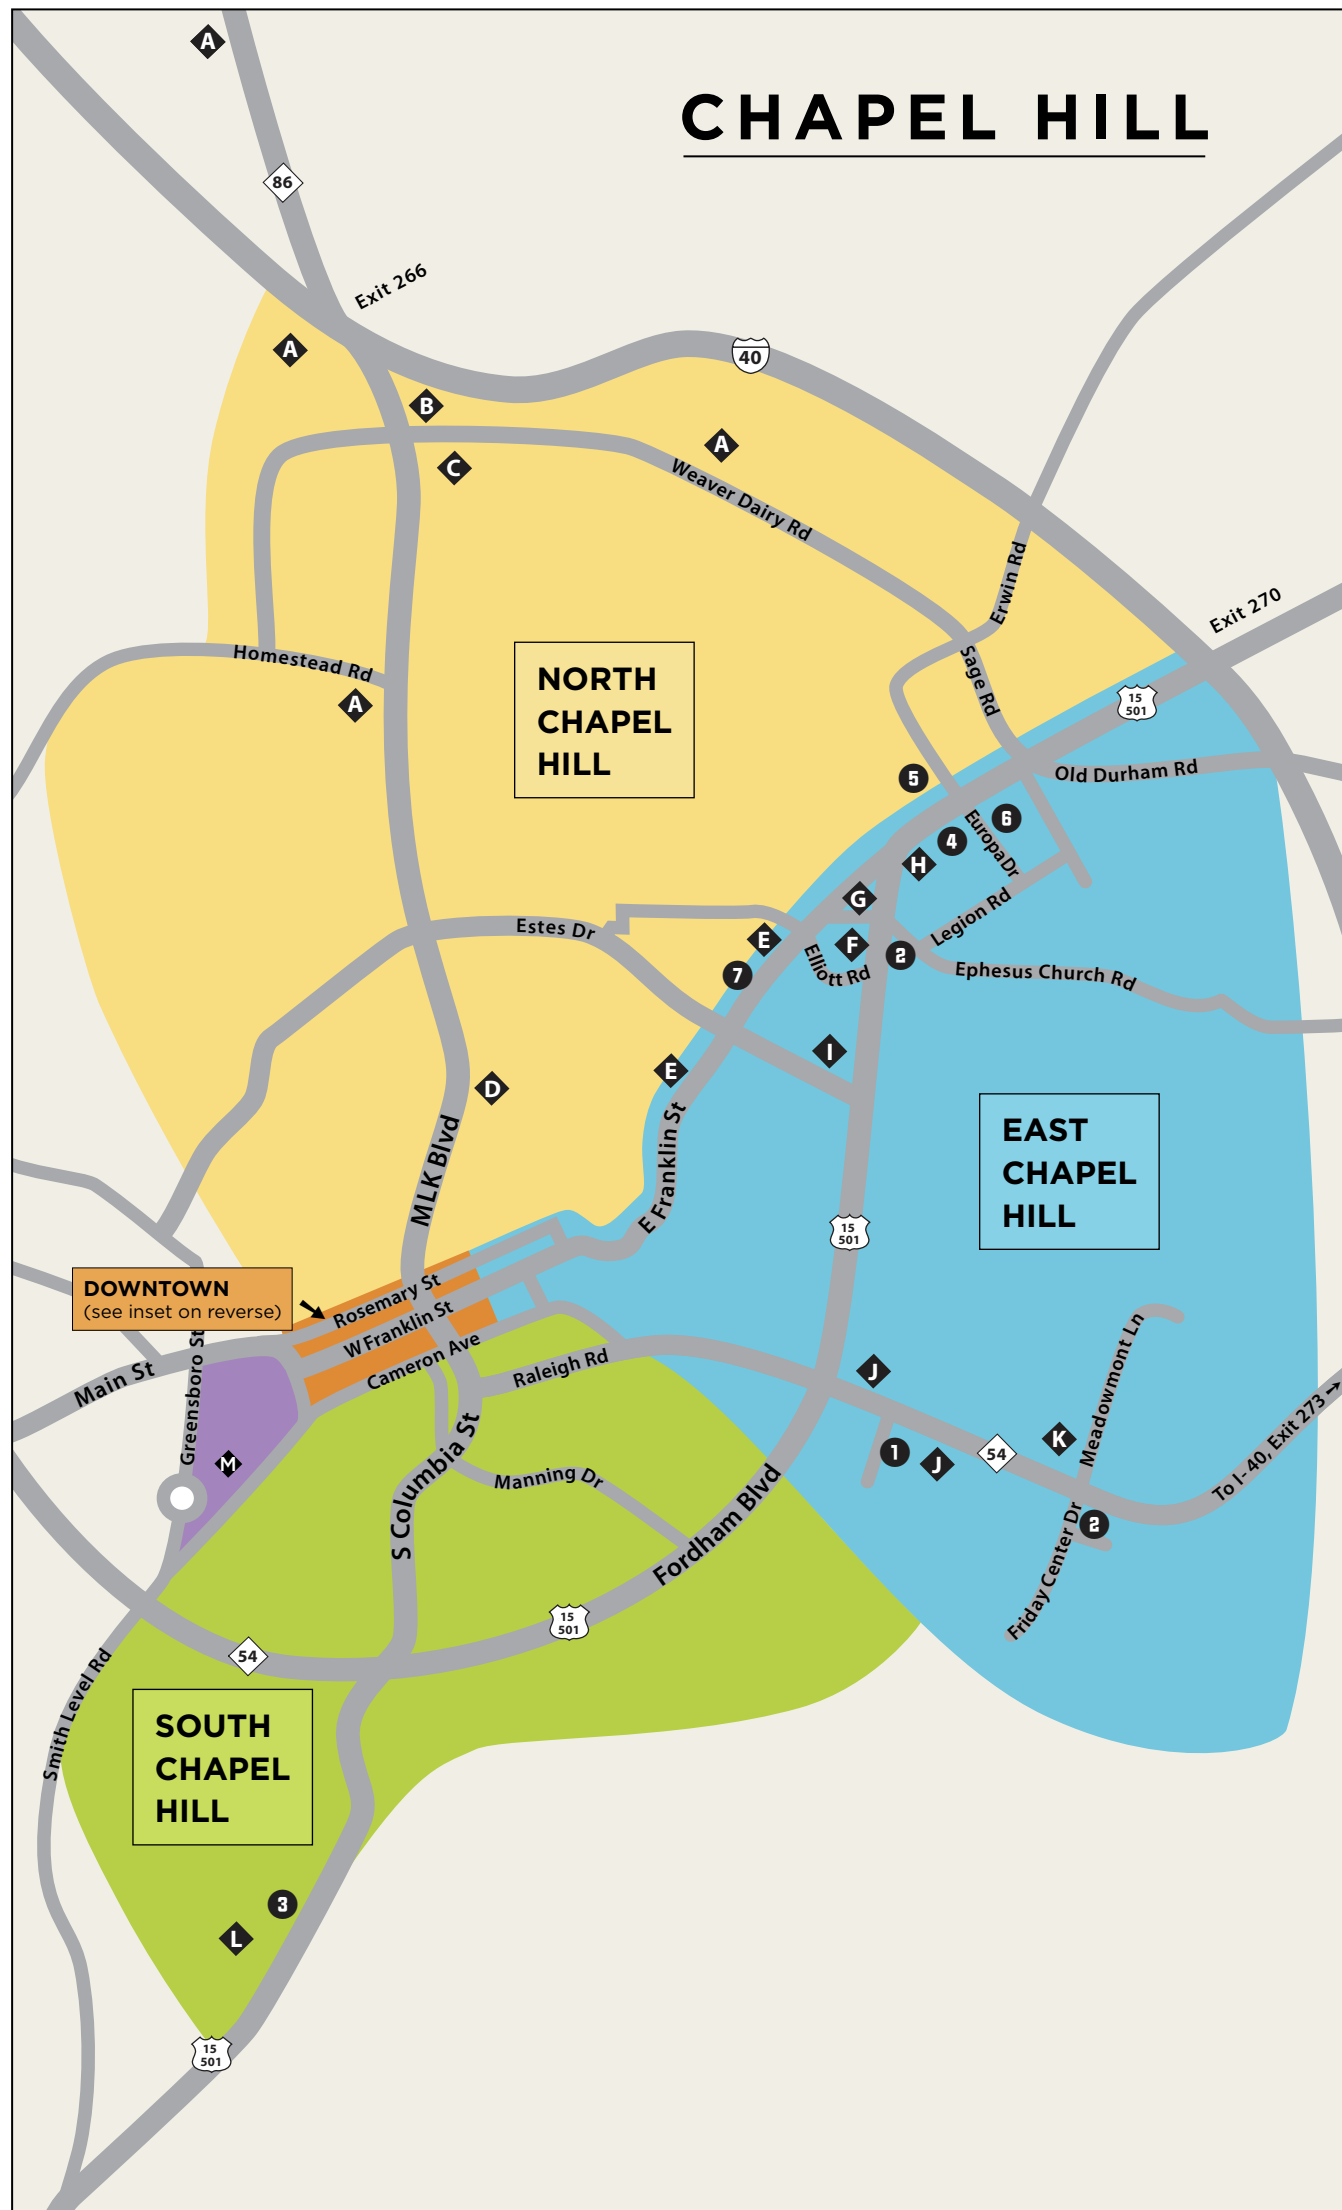 A
CHAPEL HILL
86
Exit 266
A
40
B
A
C
Weaver Dairy Rd
Erwin Rd
Exit 270
Homestead Rd
Sage Rd
NORTH
CHAPEL
HILL
A
15
501
Old Durham Rd
5
6
Europa Dr
4
H
G
Legion Rd
Estes Dr
E
F
2
Elliott Rd
7
Ephesus Church Rd
I
E
D
EAST
CHAPEL
HILL
MLK Blvd
E Franklin St
15
501
DOWNTOWN
(see inset on reverse)
Rosemary St
W Franklin St
Cameron Ave
Raleigh Rd
Main St
Greensboro St
J
Meadowmont Ln
M
S Columbia St
Manning Dr
Fordham Blvd
1
J
54
K
To I-40, Exit 273 →
2
Friday Center Dr
15
501
54
Smith Level Rd
SOUTH
CHAPEL
HILL
3
L
15
501